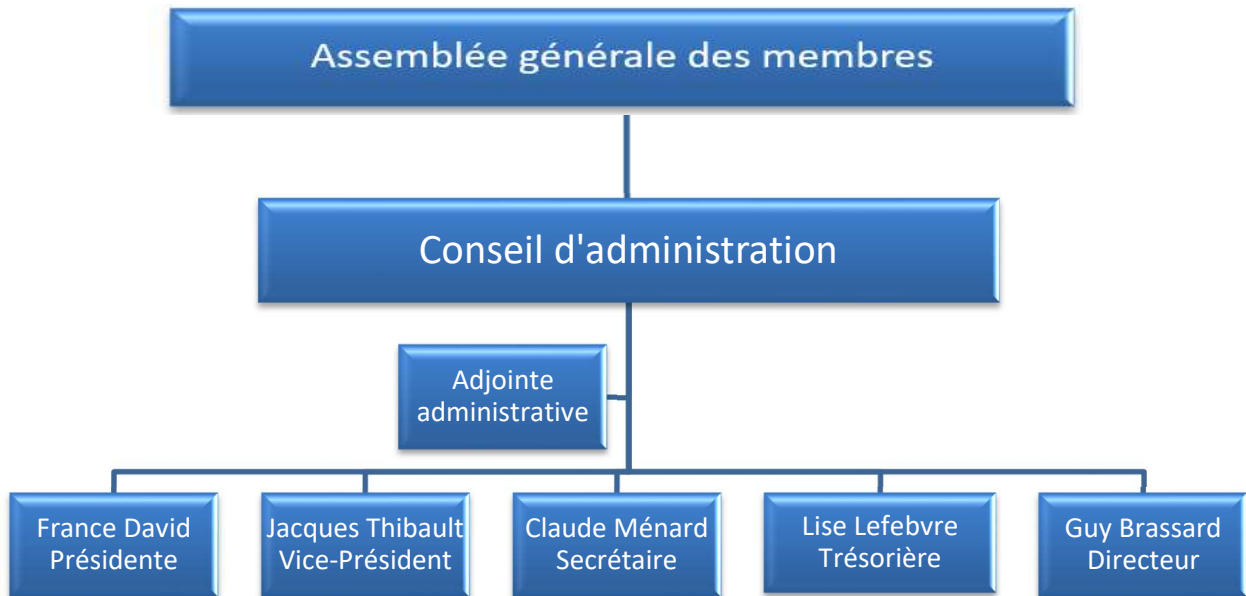 Assemblée générale des membres
Conseil d'administration
Adjointe
administrative
France David
Présidente
Jacques Thibault
Vice-Président
Claude Ménard
Secrétaire
Lise Lefebvre
Trésorière
Guy Brassard
Directeur